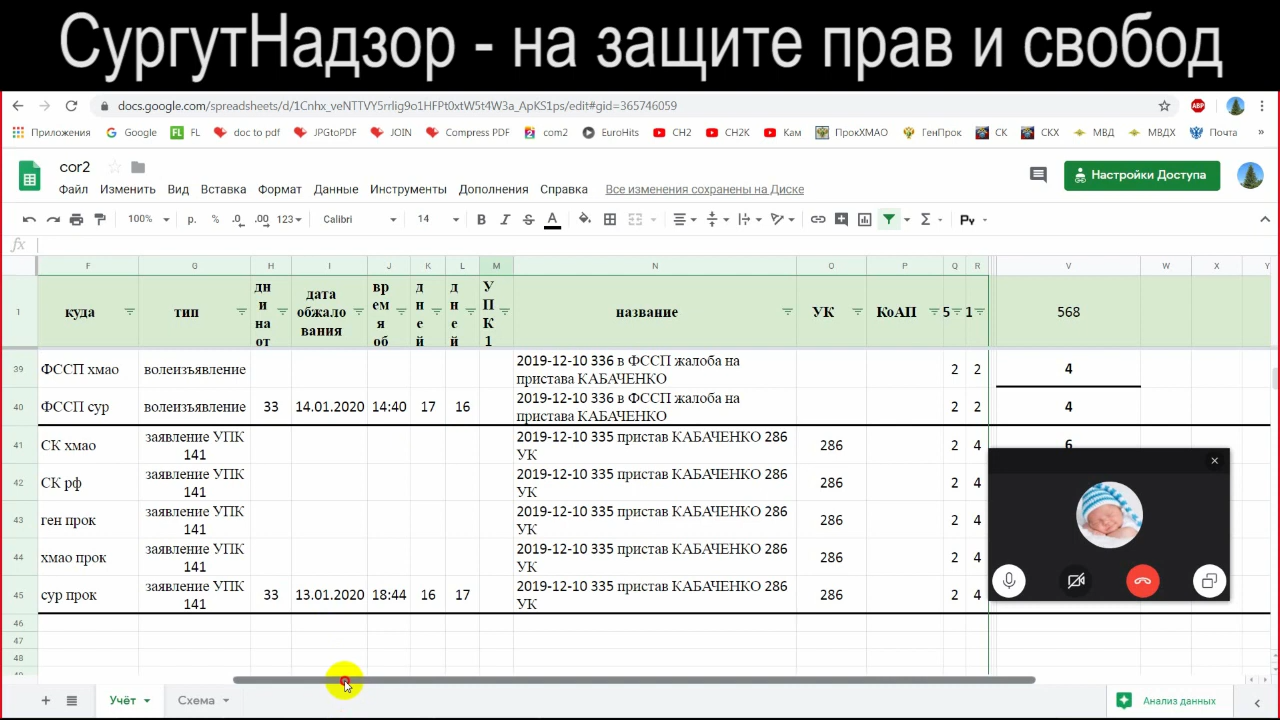 СургутНадзор - на защите прав и свобод
docs.google.com/spreadsheets/d/1Cnhx_veNTTVY5rrlig9o1HFPt0xtW5t4W3a_ApKS1ps/edit#gid=365746059
Приложения Google FL FL doc to pdf JPGtoPDF JOIN Compress PDF com2 EuroHits CH2 CH2K Кам ПрокХМАО ГенПрок СК СКХ МВД МВДХ Почта »
cor2
Настройки Доступа
Файл Изменить Вид Вставка Формат Данные Инструменты Дополнения Справка Все изменения сохранены на Диске
100% р. % .0 .00 123 Calibri 14 B I S A Σ
fx
F G H I J K L M N O P Q R V W X Y
1 куда тип дн и на от дата обжало вания вр ем я об д н е й д н е й У П К 1 название УК КоАП 5 1 568
39 ФССП хмао волеизъявление 2019-12-10 336 в ФССП жалоба на пристава КАБАЧЕНКО 2 2 4
40 ФССП сур волеизъявление 33 14.01.2020 14:40 17 16 2019-12-10 336 в ФССП жалоба на пристава КАБАЧЕНКО 2 2 4
41 СК хмао заявление УПК 141 2019-12-10 335 пристав КАБАЧЕНКО 286 УК 286 2 4 6
42 СК рф заявление УПК 141 2019-12-10 335 пристав КАБАЧЕНКО 286 УК 286 2 4
43 ген прок заявление УПК 141 2019-12-10 335 пристав КАБАЧЕНКО 286 УК 286 2 4
44 хмао прок заявление УПК 141 2019-12-10 335 пристав КАБАЧЕНКО 286 УК 286 2 4
45 сур прок заявление УПК 141 33 13.01.2020 18:44 16 17 2019-12-10 335 пристав КАБАЧЕНКО 286 УК 286 2 4
46
47
48
Учёт Схема Анализ данных